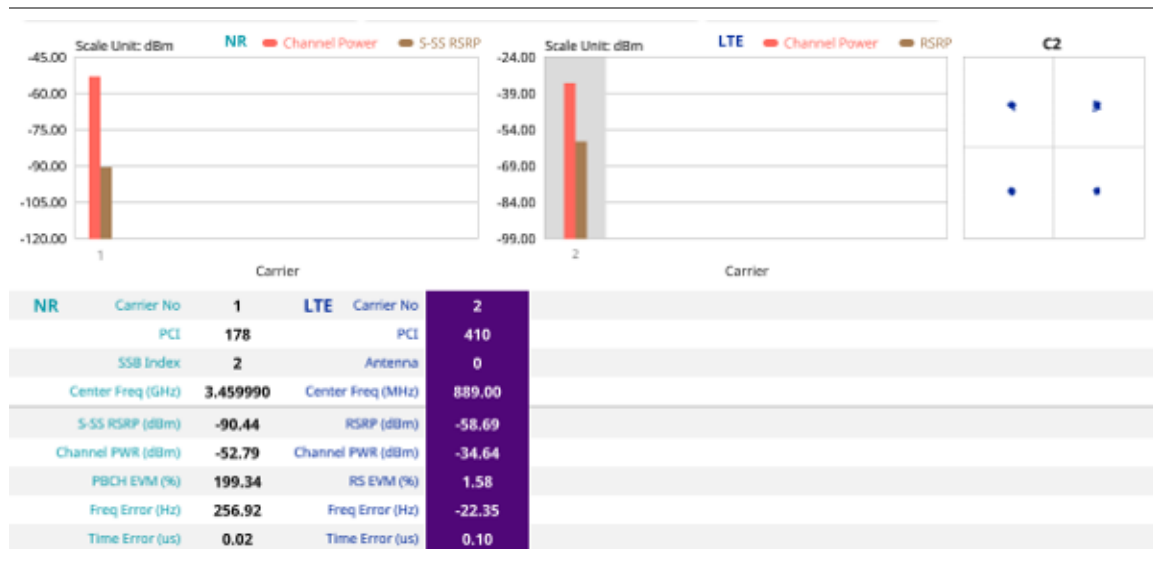 Scale Unit: dBm NR Channel Power S-SS RSRP
-45.00
-60.00
-75.00
-90.00
-105.00
-120.00
1
Carrier
Scale Unit: dBm LTE Channel Power RSRP
-24.00
-39.00
-54.00
-69.00
-84.00
-99.00
2
Carrier
C2
NR Carrier No 1 LTE Carrier No 2
PCI 178 PCI 410
SSB Index 2 Antenna 0
Center Freq (GHz) 3.459990 Center Freq (MHz) 889.00
S-SS RSRP (dBm) -90.44 RSRP (dBm) -58.69
Channel PWR (dBm) -52.79 Channel PWR (dBm) -34.64
PBCH EVM (%) 199.34 RS EVM (%) 1.58
Freq Error (Hz) 256.92 Freq Error (Hz) -22.35
Time Error (us) 0.02 Time Error (us) 0.10